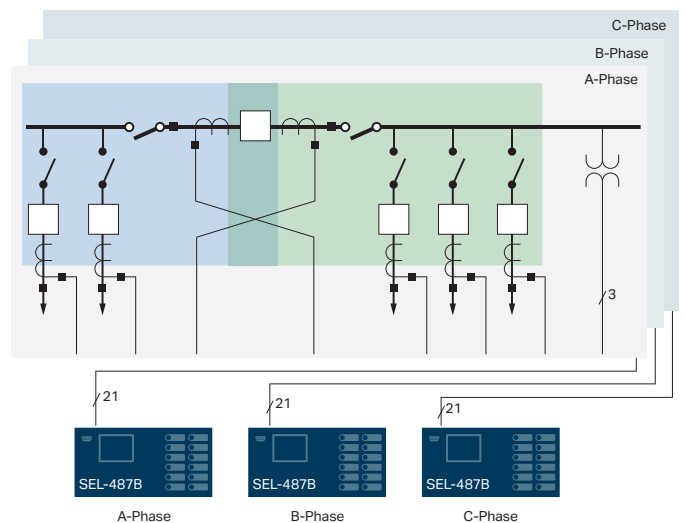 C-Phase
B-Phase
A-Phase
3
21
21
21
SEL-487B
SEL-487B
SEL-487B
A-Phase
B-Phase
C-Phase